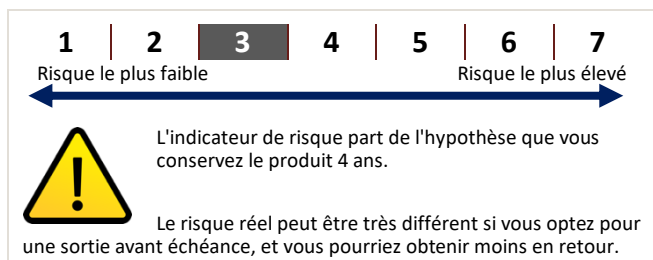 1 2 3 4 5 6 7
Risque le plus faible Risque le plus élevé
L'indicateur de risque part de l'hypothèse que vous
conservez le produit 4 ans.
Le risque réel peut être très différent si vous optez pour
une sortie avant échéance, et vous pourriez obtenir moins en retour.